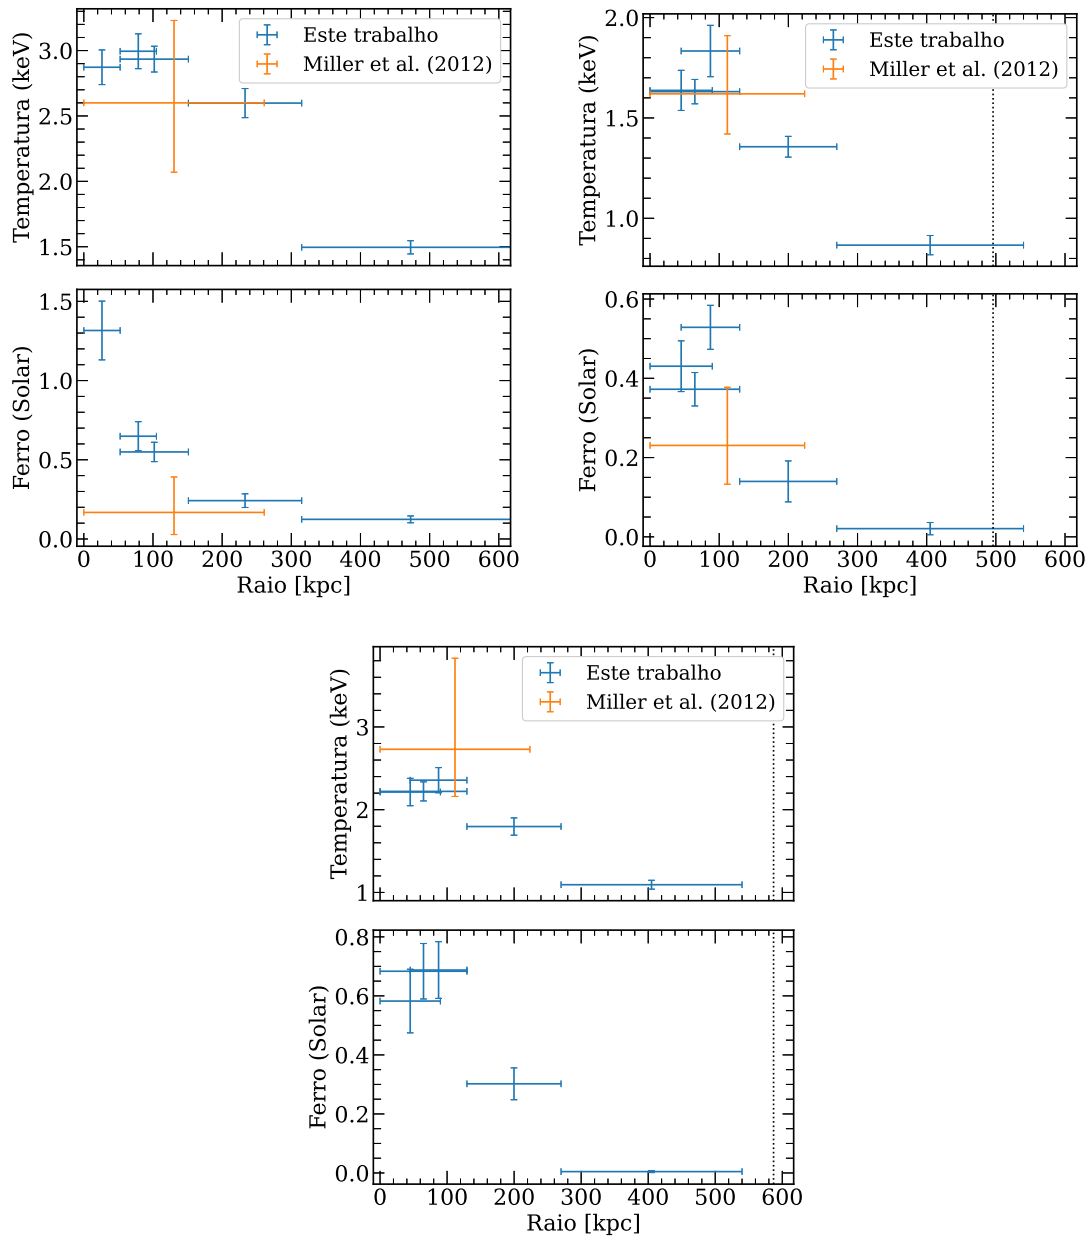 Temperatura (keV)
3.0
2.5
2.0
1.5
Este trabalho
Miller et al. (2012)
Ferro (Solar)
1.5
1.0
0.5
0.0
0 100 200 300 400 500 600
Raio [kpc]
Temperatura (keV)
2.0
1.5
1.0
Este trabalho
Miller et al. (2012)
Ferro (Solar)
0.6
0.4
0.2
0.0
0 100 200 300 400 500 600
Raio [kpc]
Temperatura (keV)
3
2
1
Este trabalho
Miller et al. (2012)
Ferro (Solar)
0.8
0.6
0.4
0.2
0.0
0 100 200 300 400 500 600
Raio [kpc]